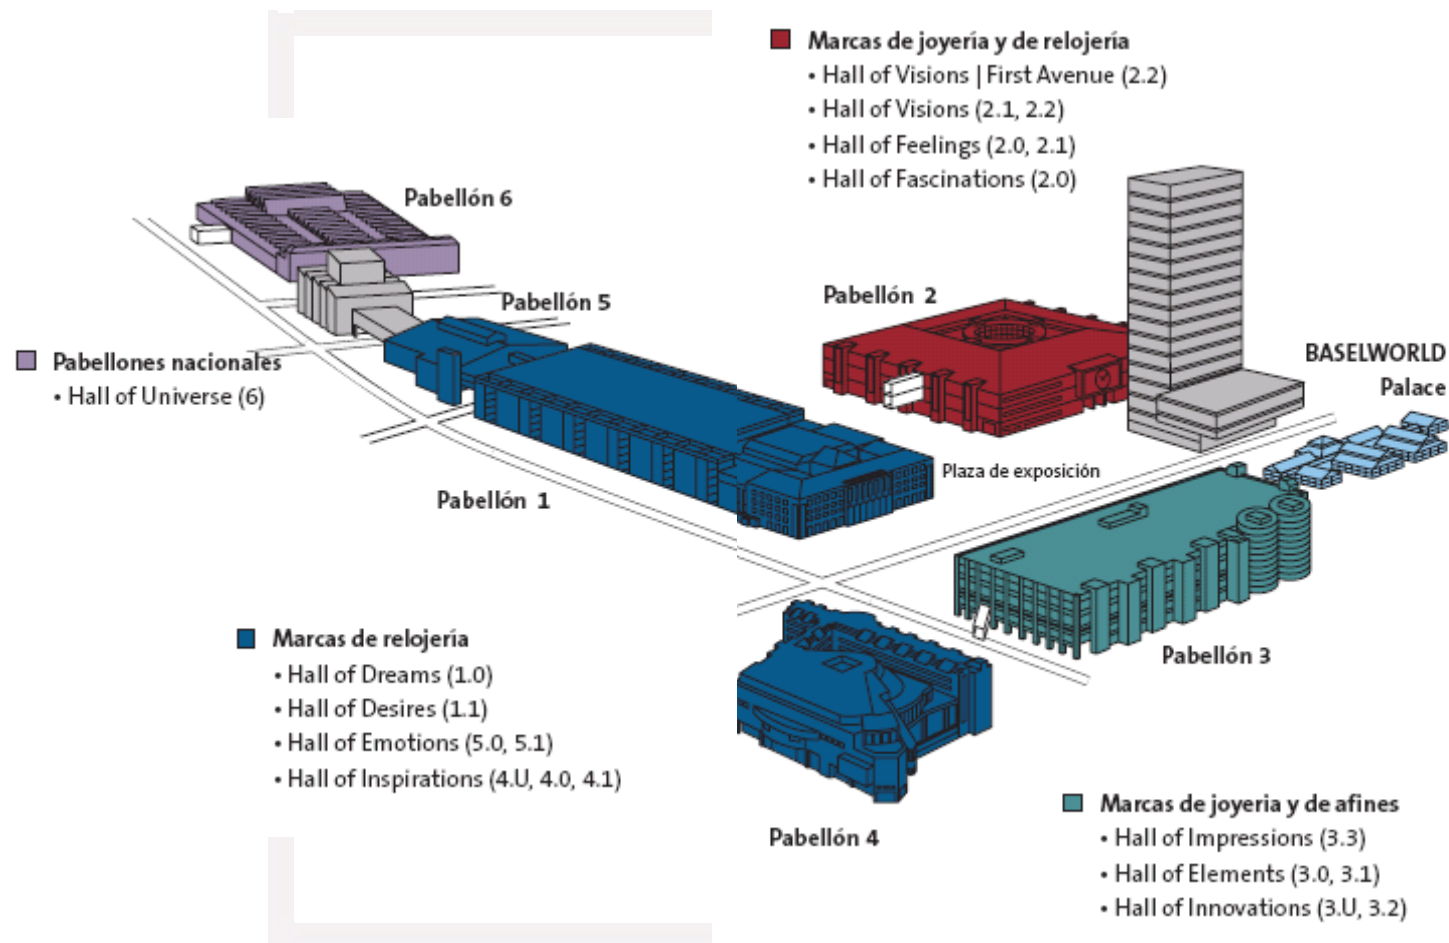 Marcas de joyería y de relojería
• Hall of Visions | First Avenue (2.2)
• Hall of Visions (2.1, 2.2)
• Hall of Feelings (2.0, 2.1)
• Hall of Fascinations (2.0)
Pabellón 6
Pabellón 5
Pabellón 2
Pabellones nacionales
• Hall of Universe (6)
BASELWORLD
Palace
Plaza de exposición
Pabellón 1
Marcas de relojería
• Hall of Dreams (1.0)
• Hall of Desires (1.1)
• Hall of Emotions (5.0, 5.1)
• Hall of Inspirations (4.U, 4.0, 4.1)
Pabellón 3
Pabellón 4
Marcas de joyeria y de afines
• Hall of Impressions (3.3)
• Hall of Elements (3.0, 3.1)
• Hall of Innovations (3.U, 3.2)